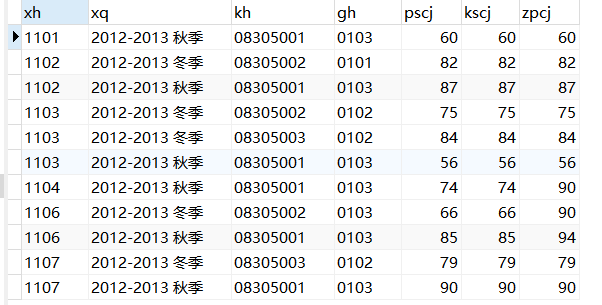 xh xq kh gh pscj kscj zpcj
1101 2012-2013 秋季 08305001 0103 60 60 60
1102 2012-2013 冬季 08305002 0101 82 82 82
1102 2012-2013 秋季 08305001 0103 87 87 87
1103 2012-2013 冬季 08305002 0102 75 75 75
1103 2012-2013 冬季 08305003 0102 84 84 84
1103 2012-2013 秋季 08305001 0103 56 56 56
1104 2012-2013 秋季 08305001 0103 74 74 90
1106 2012-2013 冬季 08305002 0103 66 66 90
1106 2012-2013 秋季 08305001 0103 85 85 94
1107 2012-2013 冬季 08305003 0102 79 79 79
1107 2012-2013 秋季 08305001 0103 90 90 90